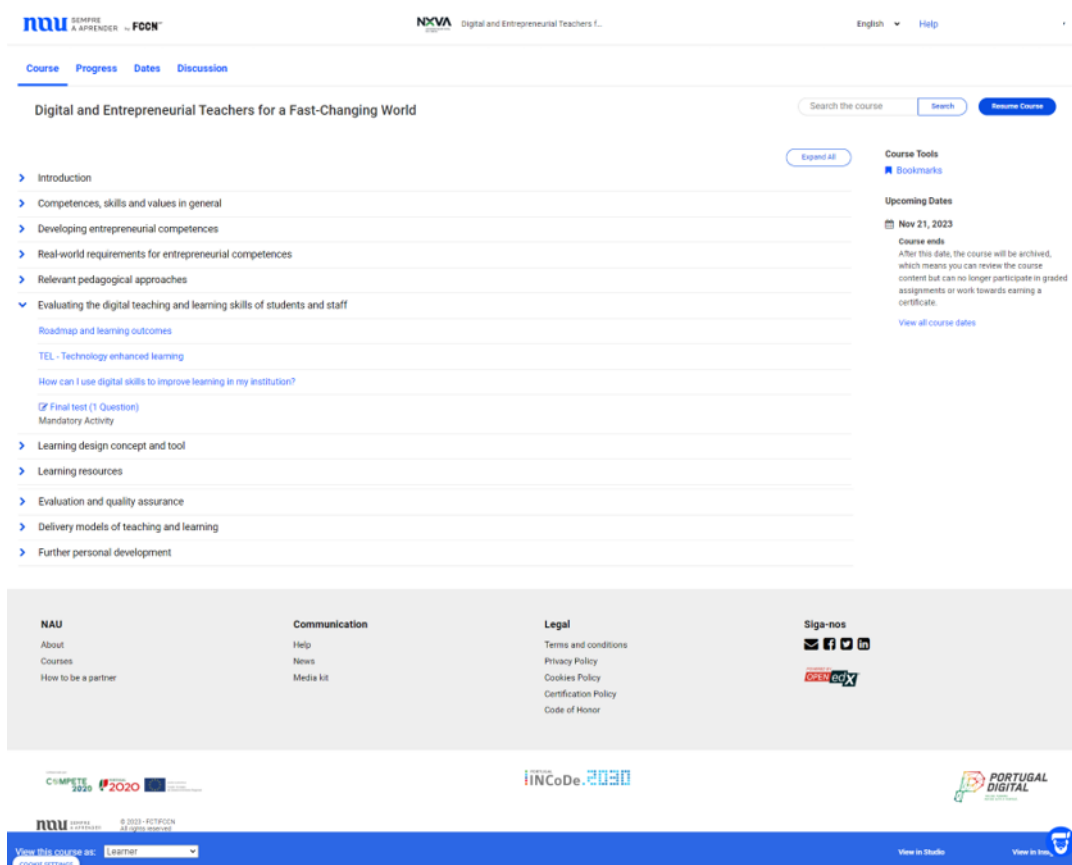 nau SEMPRE A APRENDER by FCCN
NXVA Digital and Entrepreneurial Teachers f...
English Help
Course Progress Dates Discussion
Digital and Entrepreneurial Teachers for a Fast-Changing World
Search the course Search Resume Course
Expand All
Introduction
Competences, skills and values in general
Developing entrepreneurial competences
Real-world requirements for entrepreneurial competences
Relevant pedagogical approaches
Evaluating the digital teaching and learning skills of students and staff
Roadmap and learning outcomes
TEL - Technology enhanced learning
How can I use digital skills to improve learning in my institution?
Final test (1 Question)
Mandatory Activity
Learning design concept and tool
Learning resources
Evaluation and quality assurance
Delivery models of teaching and learning
Further personal development
Course Tools
Bookmarks
Upcoming Dates
Nov 21, 2023
Course ends
After this date, the course will be archived,
which means you can review the course
content but can no longer participate in graded
assignments or work towards earning a
certificate.
View all course dates
NAU
About
Courses
How to be a partner
Communication
Help
News
Media kit
Legal
Terms and conditions
Privacy Policy
Cookies Policy
Certification Policy
Code of Honor
Siga-nos
POWERED BY
OPEN edX
COMPETE 2020
2020
PORTUGAL
INCoDe.2030
PORTUGAL
DIGITAL
nau SEMPRE A APRENDER
© 2023 - FCT|FCCN
All rights reserved
View this course as: Learner
View in Studio
COOKIE SETTINGS